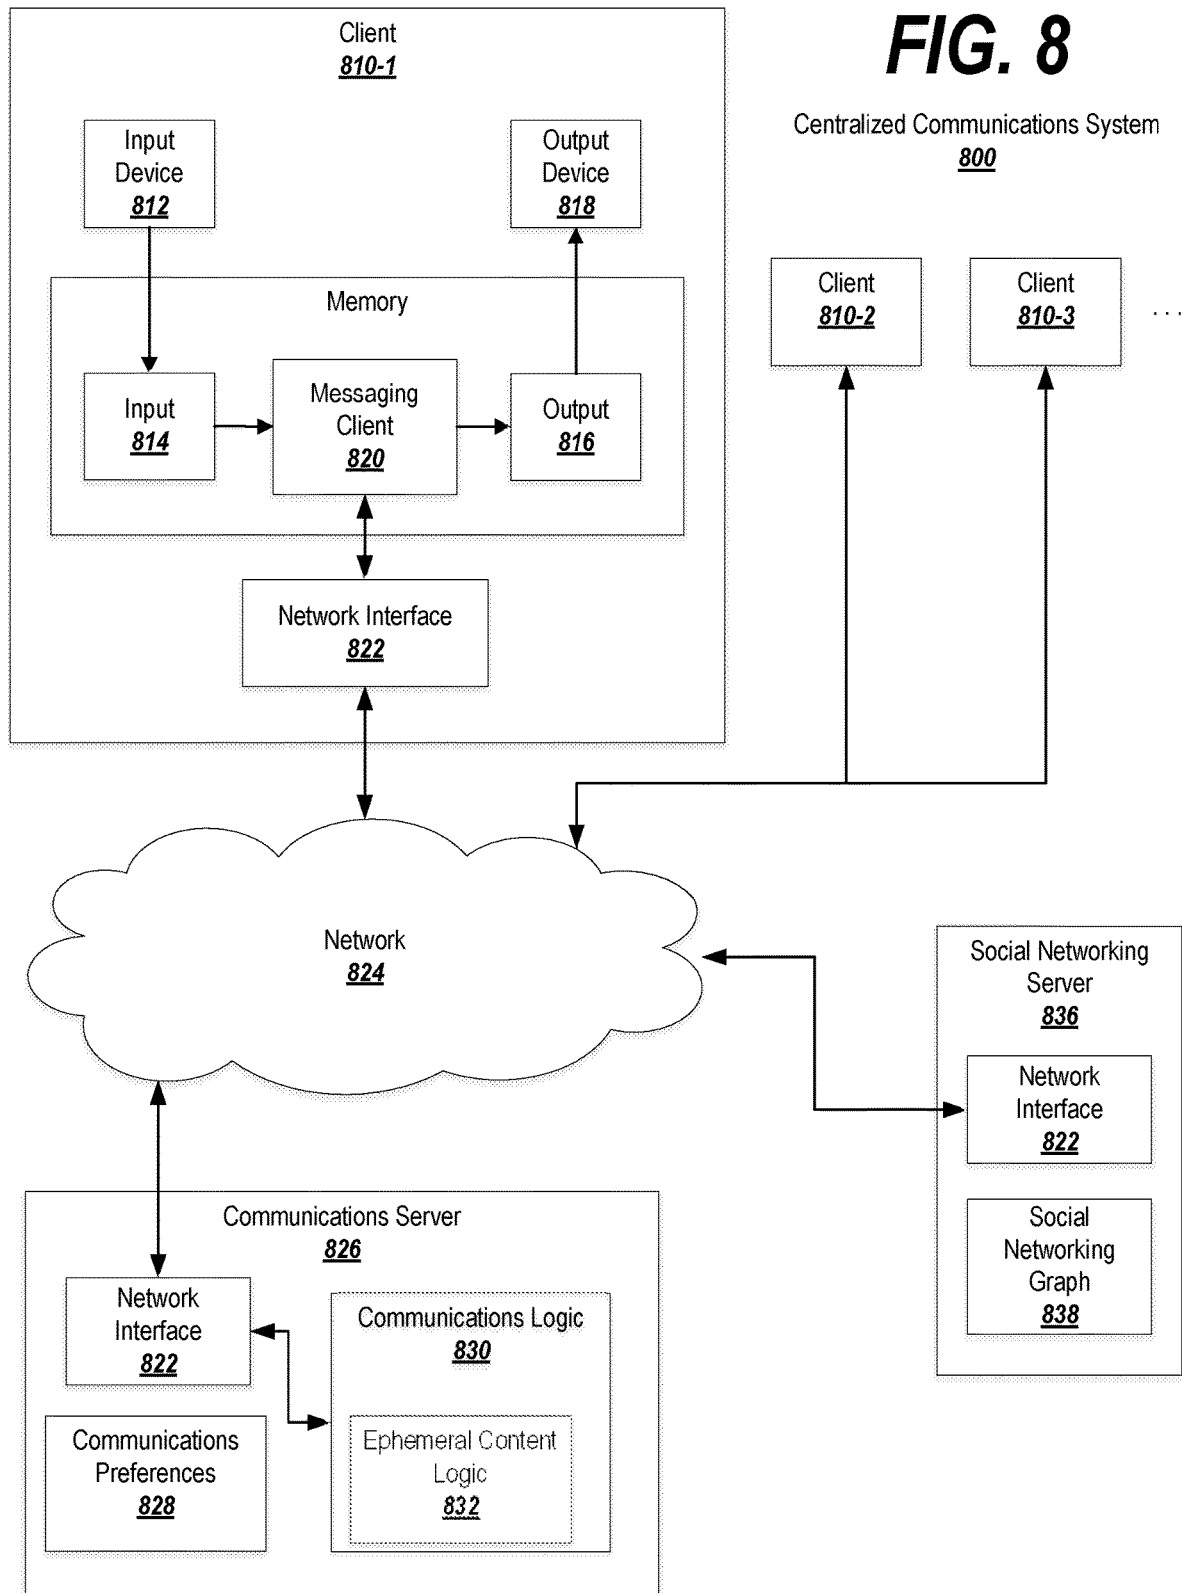 FIG. 8
Centralized Communications System
800
Client
810-1
Input
Device
812
Output
Device
818
Memory
Input
814
Messaging
Client
820
Output
816
Network Interface
822
Client
810-2
Client
810-3
. . .
Network
824
Social Networking
Server
836
Network
Interface
822
Social
Networking
Graph
838
Communications Server
826
Network
Interface
822
Communications Logic
830
Communications
Preferences
828
Ephemeral Content
Logic
832